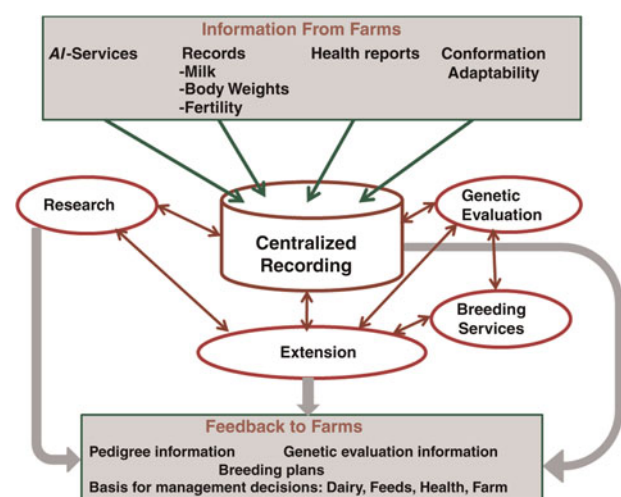 Information From Farms
AI-Services Records Health reports Conformation
-Milk Adaptability
-Body Weights
-Fertility
Research
Genetic
Evaluation
Centralized
Recording
Breeding
Services
Extension
Feedback to Farms
Pedigree information Genetic evaluation information
Breeding plans
Basis for management decisions: Dairy, Feeds, Health, Farm